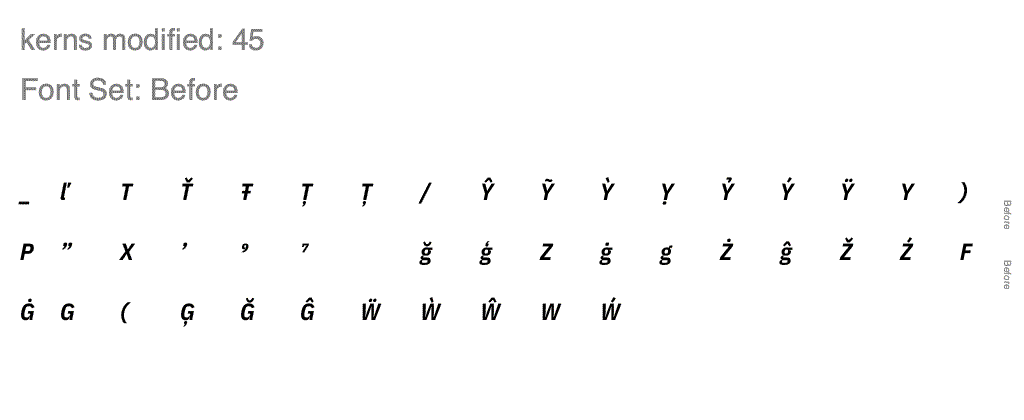 kerns modified: 45
Font Set: Before
_ ľ T Ť Ŧ Ţ Ț / Ŷ Ỹ Ỳ Ỵ Ỷ Ý Ÿ Y )
Before
P ” X ’ ⁹ ⁷ ğ ģ Z ġ g Ż ĝ Ž Ź F
Before
Ġ G ( Ģ Ğ Ĝ Ẅ Ẁ Ŵ W Ẃ